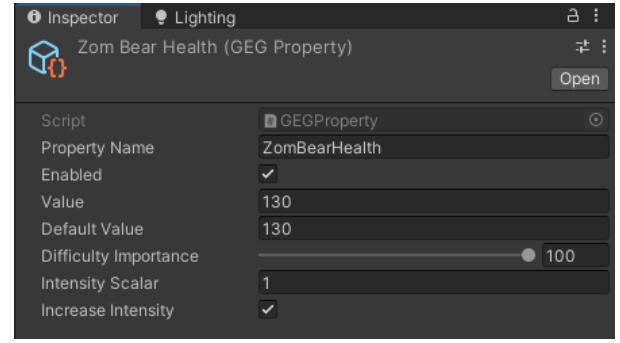 Inspector Lighting
Zom Bear Health (GEG Property)
Open
Script GEGProperty
Property Name ZomBearHealth
Enabled
Value 130
Default Value 130
Difficulty Importance 100
Intensity Scalar 1
Increase Intensity